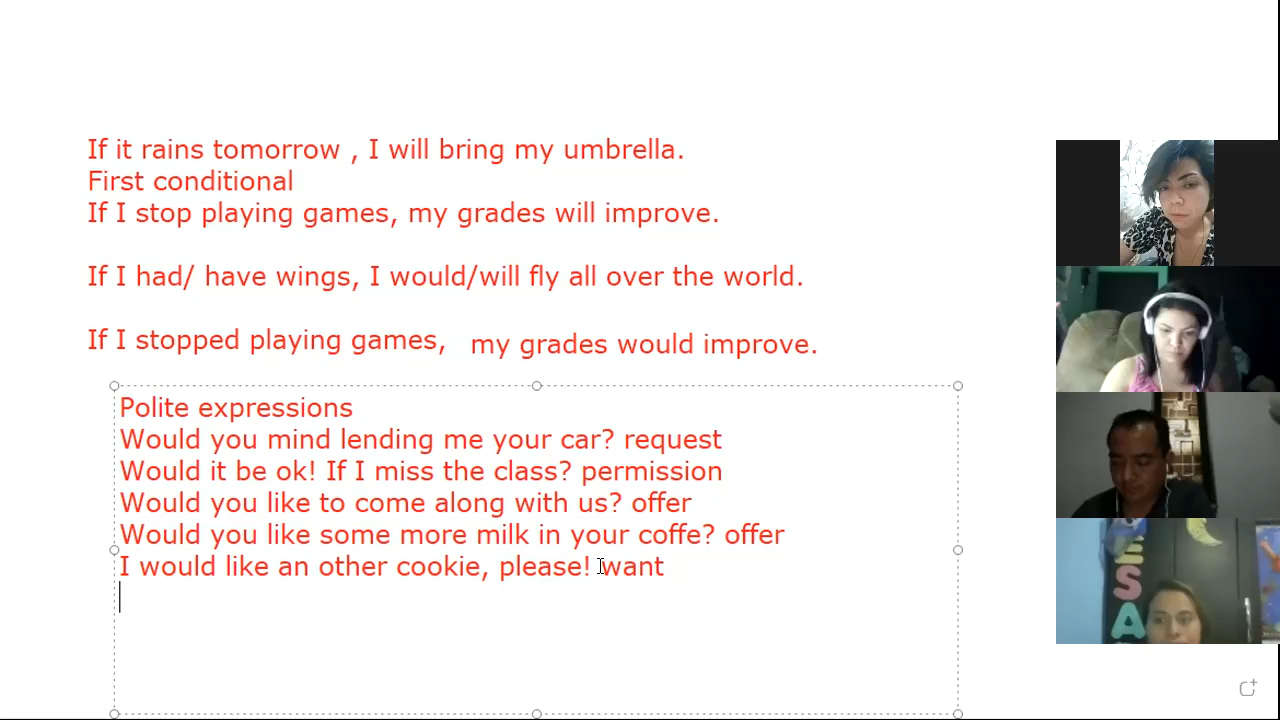 If it rains tomorrow , I will bring my umbrella.
First conditional
If I stop playing games, my grades will improve.
If I had/ have wings, I would/will fly all over the world.
If I stopped playing games, my grades would improve.
Polite expressions
Would you mind lending me your car? request
Would it be ok! If I miss the class? permission
Would you like to come along with us? offer
Would you like some more milk in your coffe? offer
I would like an other cookie, please! want
E
S
A